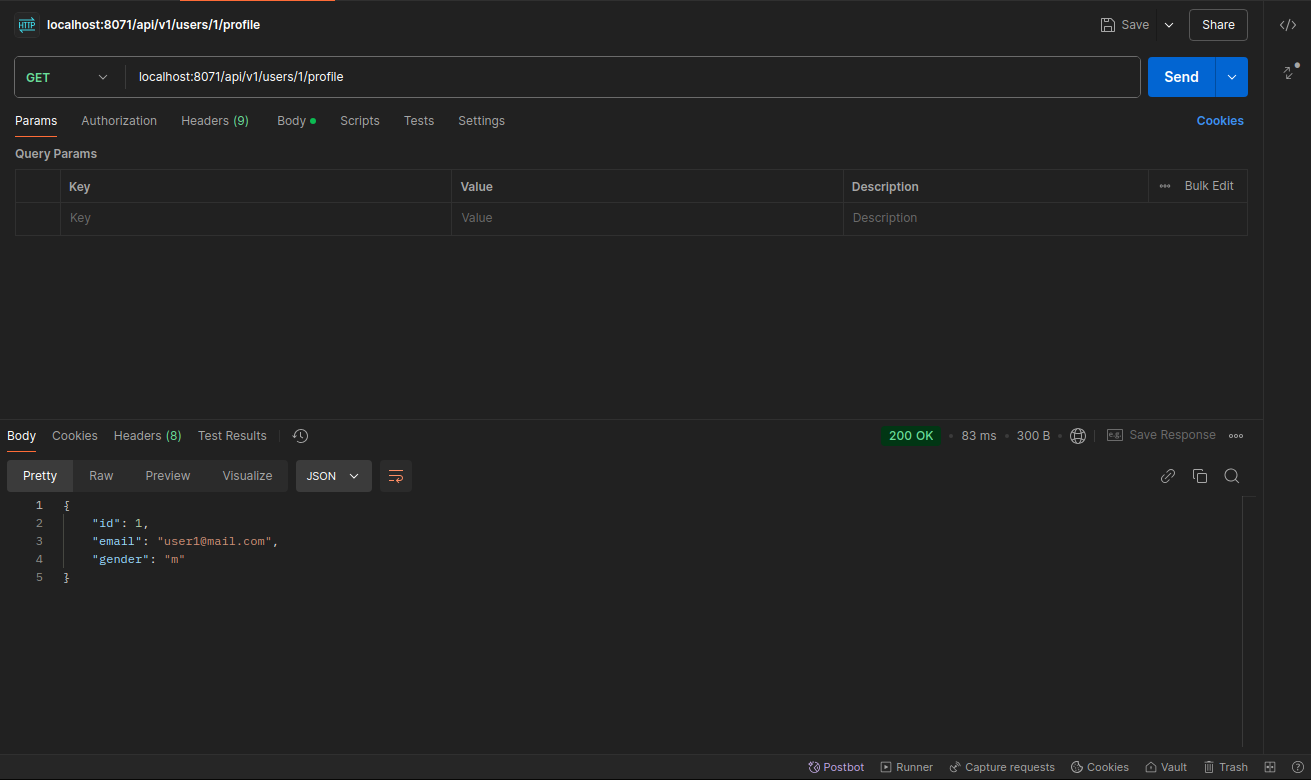 HTTP localhost:8071/api/v1/users/1/profile Save Share
GET localhost:8071/api/v1/users/1/profile Send
Params Authorization Headers (9) Body Scripts Tests Settings Cookies
Query Params
Key Value Description Bulk Edit
Key Value Description
Body Cookies Headers (8) Test Results 200 OK 83 ms 300 B e.g. Save Response
Pretty Raw Preview Visualize JSON
1 {
2 "id": 1,
3 "email": "user1@mail.com",
4 "gender": "m"
5 }
Postbot Runner Capture requests Cookies Vault Trash